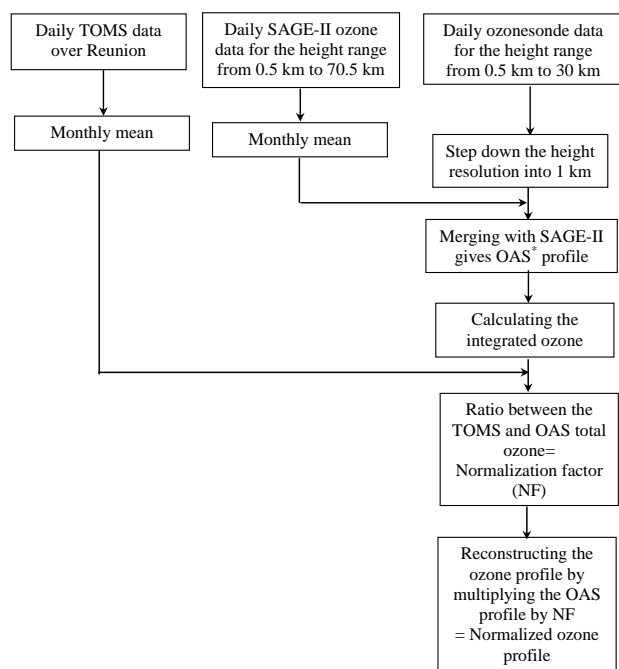 Daily TOMS data
over Reunion
Daily SAGE-II ozone
data for the height range
from 0.5 km to 70.5 km
Daily ozonesonde data
for the height range
from 0.5 km to 30 km
Monthly mean
Monthly mean
Step down the height
resolution into 1 km
Merging with SAGE-II
gives OAS* profile
Calculating the
integrated ozone
Ratio between the
TOMS and OAS total
ozone=
Normalization factor
(NF)
Reconstructing the
ozone profile by
multiplying the OAS
profile by NF
= Normalized ozone
profile